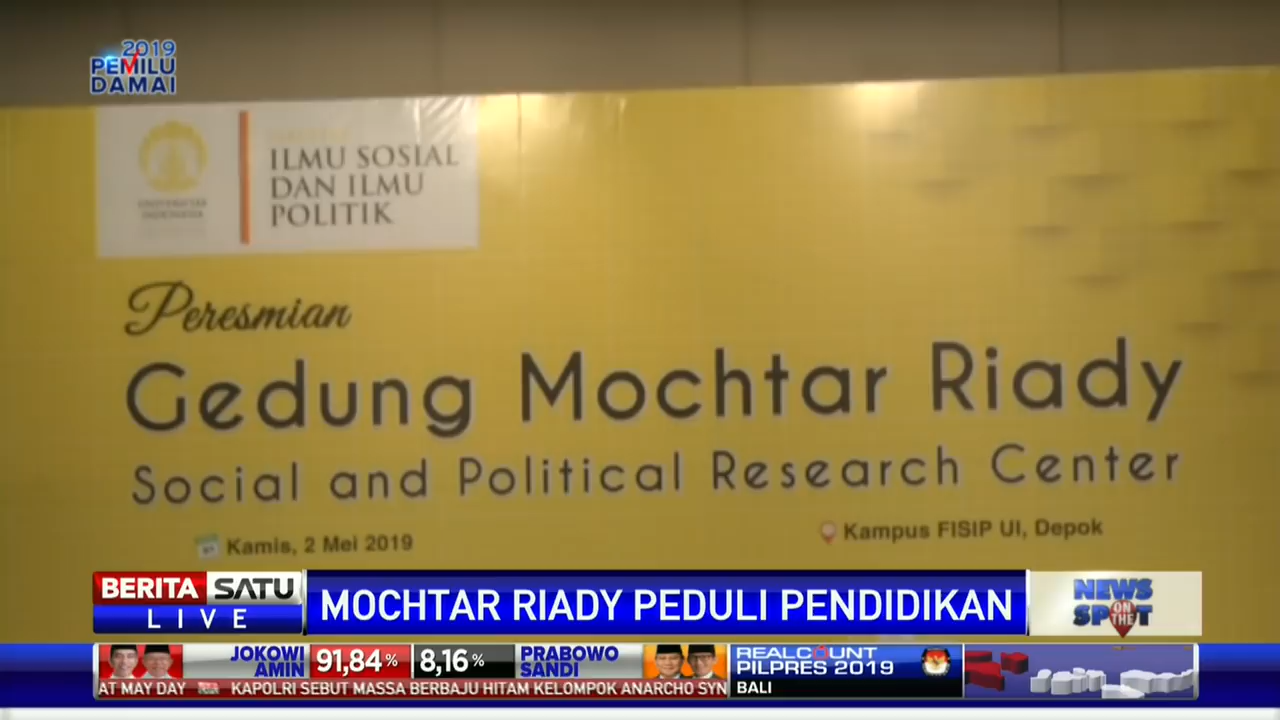 2019
PEMILU
DAMAI
UNIVERSITAS
INDONESIA
ILMU SOSIAL
DAN ILMU
POLITIK
Peresmian
Gedung Mochtar Riady
Social and Political Research Center
Kamis, 2 Mei 2019
Kampus FISIP UI, Depok
BERITA SATU
LIVE
MOCHTAR RIADY PEDULI PENDIDIKAN
NEWS
ON THE
SPOT
JOKOWI
AMIN
91,84%
8,16%
PRABOWO
SANDI
REALCOUNT
PILPRES 2019
BALI
AT MAY DAY
KAPOLRI SEBUT MASSA BERBAJU HITAM KELOMPOK ANARCHO SYN